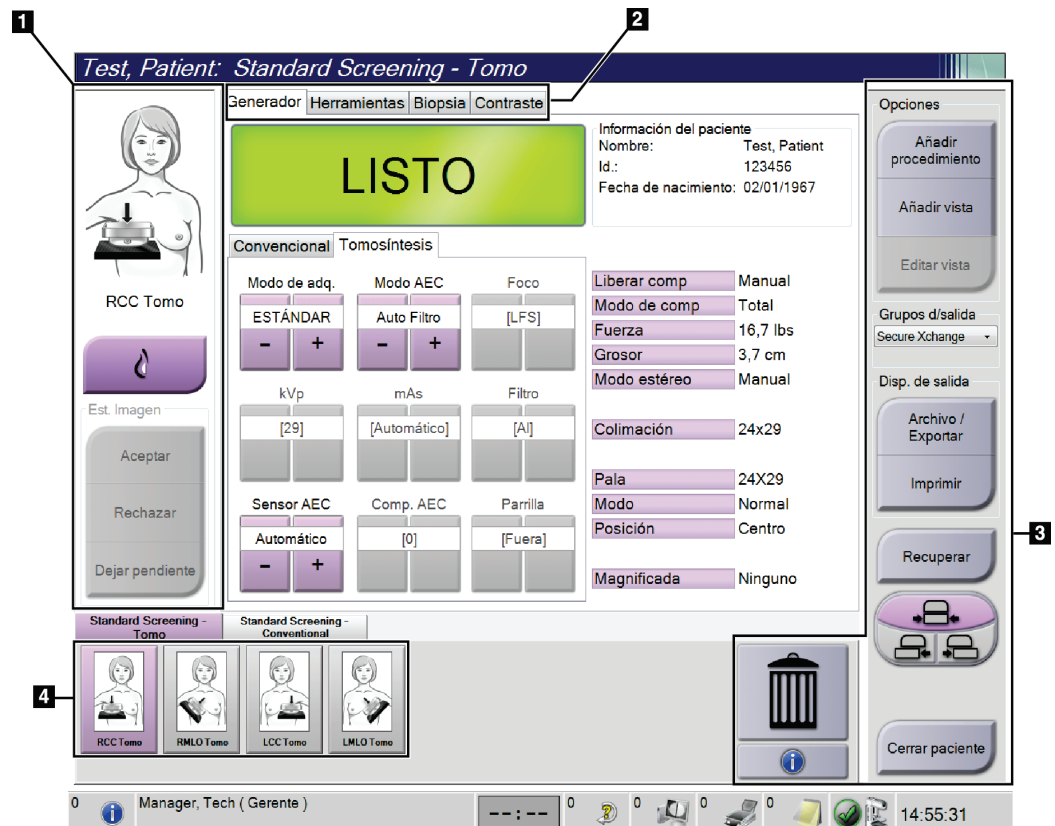 1
2
Test, Patient: Standard Screening - Tomo
Generador Herramientas Biopsia Contraste
LISTO
Información del paciente
Nombre: Test, Patient
Id.: 123456
Fecha de nacimiento: 02/01/1967
RCC Tomo
Est. Imagen
Aceptar
Rechazar
Dejar pendiente
Convencional Tomosíntesis
Modo de adq. Modo AEC Foco
ESTÁNDAR Auto Filtro [LFS]
- + - +
kVp mAs Filtro
[29] [Automático] [Al]
Sensor AEC Comp. AEC Parrilla
Automático [0] [Fuera]
- +
Liberar comp Manual
Modo de comp Total
Fuerza 16,7 lbs
Grosor 3,7 cm
Modo estéreo Manual
Colimación 24x29
Pala 24X29
Modo Normal
Posición Centro
Magnificada Ninguno
Opciones
Añadir
procedimiento
Añadir vista
Editar vista
Grupos d/salida
Secure Xchange
Disp. de salida
Archivo /
Exportar
Imprimir
Recuperar
Cerrar paciente
3
Standard Screening -
Tomo
Standard Screening -
Conventional
4
RCC Tomo RMLO Tomo LCC Tomo LMLO Tomo
0 Manager, Tech ( Gerente ) --:-- 0 0 0 0 14:55:31